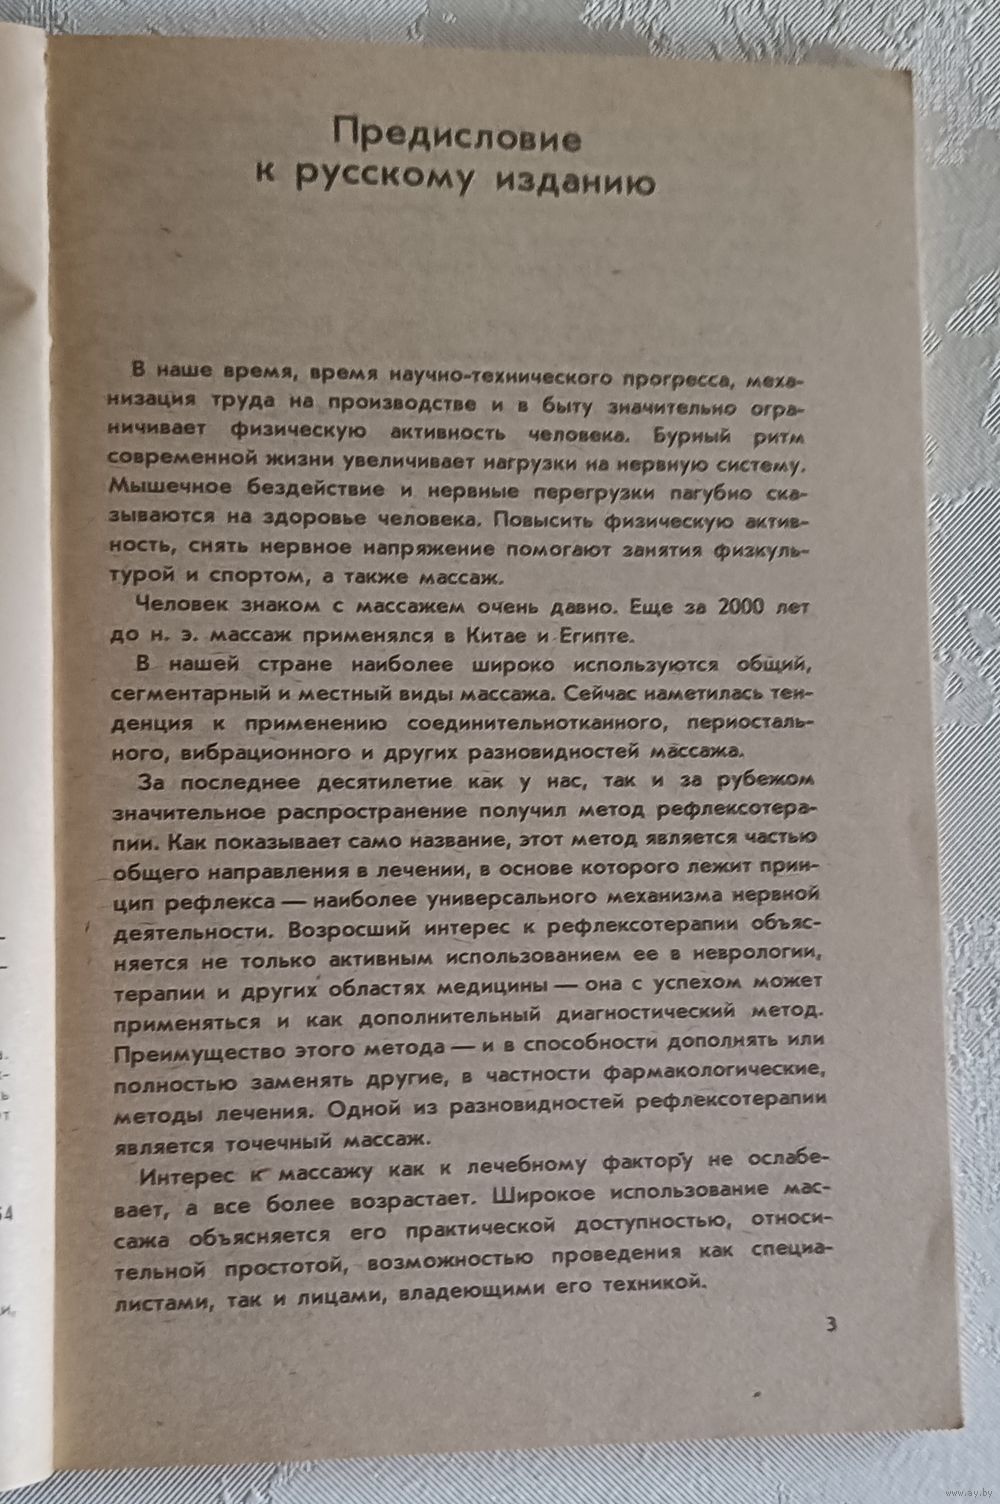 Предисловие
к русскому изданию
В наше время, время научно-технического прогресса, меха-
низация труда на производстве и в быту значительно огра-
ничивает физическую активность человека. Бурный ритм
современной жизни увеличивает нагрузки на нервную систему.
Мышечное бездействие и нервные перегрузки пагубно ска-
зываются на здоровье человека. Повысить физическую актив-
ность, снять нервное напряжение помогают занятия физкуль-
турой и спортом, а также массаж.
Человек знаком с массажем очень давно. Еще за 2000 лет
до н. э. массаж применялся в Китае и Египте.
В нашей стране наиболее широко используются общий,
сегментарный и местный виды массажа. Сейчас наметилась тен-
денция к применению соединительнотканного, периосталь-
ного, вибрационного и других разновидностей массажа.
За последнее десятилетие как у нас, так и за рубежом
значительное распространение получил метод рефлексотера-
пии. Как показывает само название, этот метод является частью
общего направления в лечении, в основе которого лежит прин-
цип рефлекса — наиболее универсального механизма нервной
деятельности. Возросший интерес к рефлексотерапии объяс-
няется не только активным использованием ее в неврологии,
терапии и других областях медицины — она с успехом может
применяться и как дополнительный диагностический метод.
Преимущество этого метода — и в способности дополнять или
полностью заменять другие, в частности фармакологические,
методы лечения. Одной из разновидностей рефлексотерапии
является точечный массаж.
Интерес к массажу как к лечебному фактору не ослабе-
вает, а все более возрастает. Широкое использование мас-
сажа объясняется его практической доступностью, относи-
тельной простотой, возможностью проведения как специа-
листами, так и лицами, владеющими его техникой.
3
www.ay.by